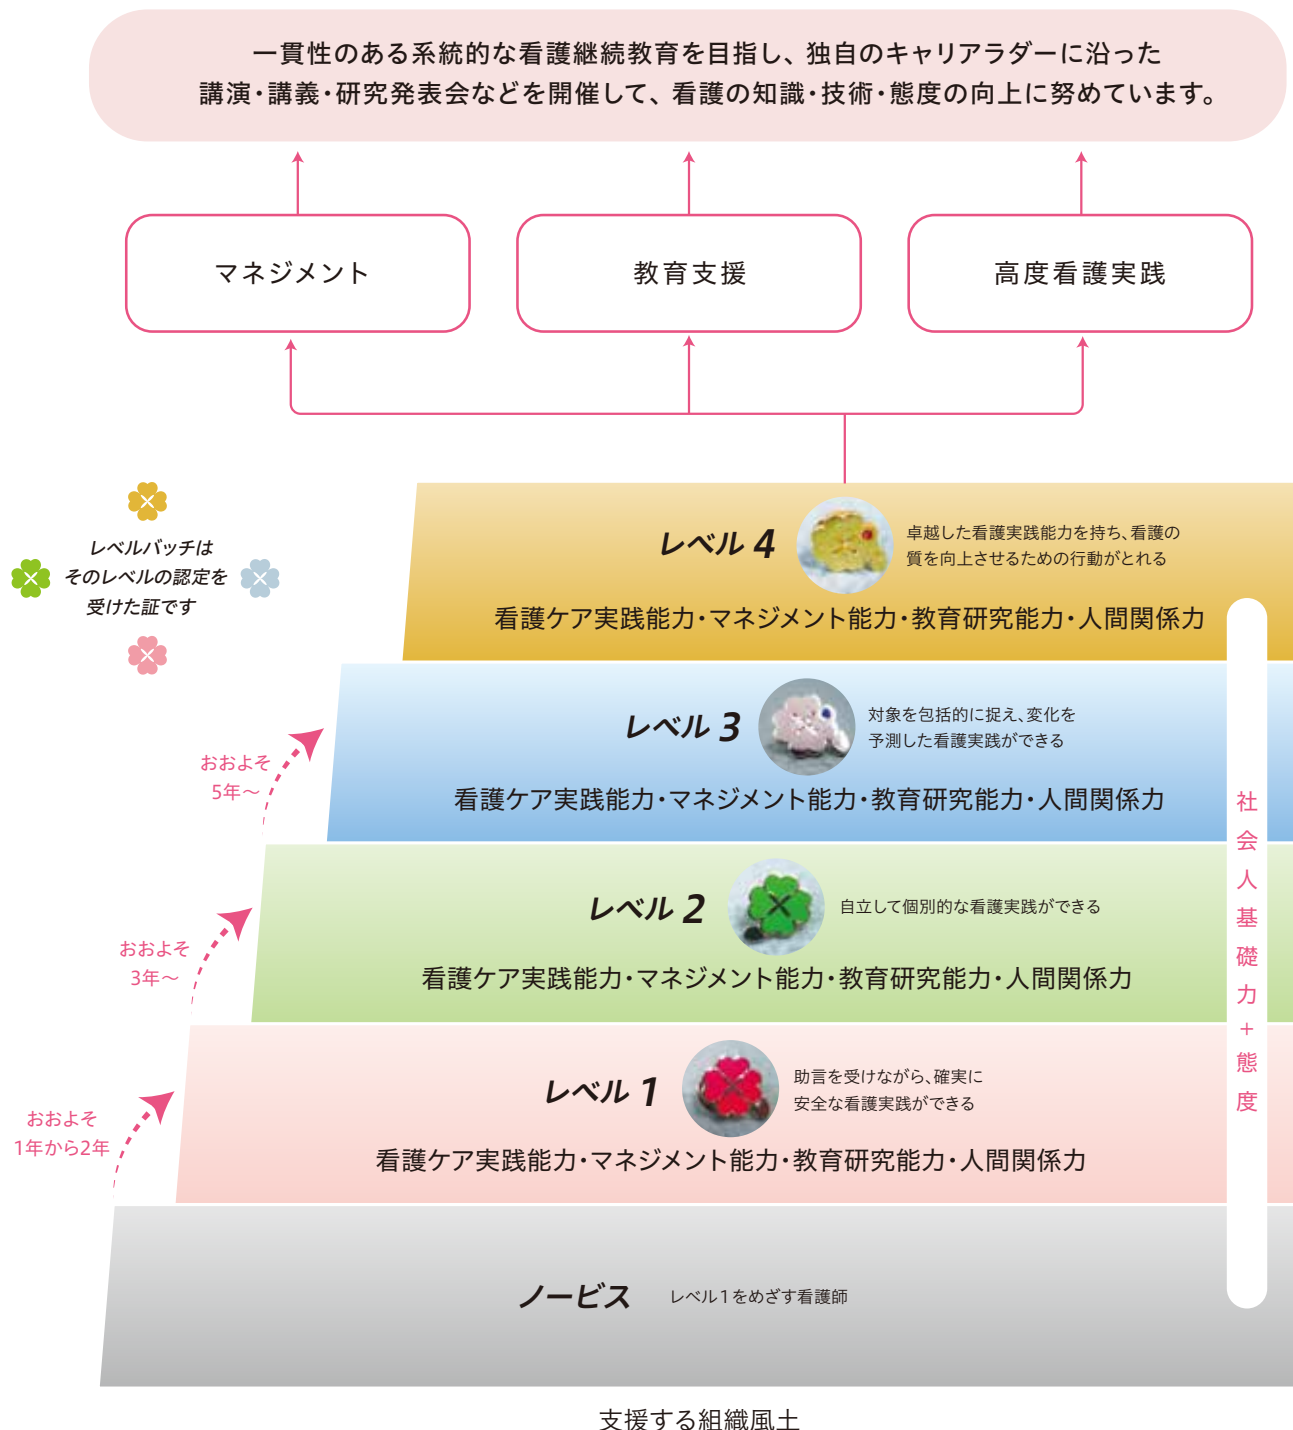 一貫性のある系統的な看護継続教育を目指し、独自のキャリアラダーに沿った
講演・講義・研究発表会などを開催して、看護の知識・技術・態度の向上に努めています。
マネジメント
教育支援
高度看護実践
レベルバッチは
そのレベルの認定を
受けた証です
レベル 4
卓越した看護実践能力を持ち、看護の
質を向上させるための行動がとれる
看護ケア実践能力・マネジメント能力・教育研究能力・人間関係力
レベル 3
対象を包括的に捉え、変化を
予測した看護実践ができる
看護ケア実践能力・マネジメント能力・教育研究能力・人間関係力
おおよそ
5年～
レベル 2
自立して個別的な看護実践ができる
看護ケア実践能力・マネジメント能力・教育研究能力・人間関係力
おおよそ
3年～
レベル 1
助言を受けながら、確実に
安全な看護実践ができる
看護ケア実践能力・マネジメント能力・教育研究能力・人間関係力
おおよそ
1年から2年
ノービス
レベル1をめざす看護師
社会人基礎力+態度
支援する組織風土